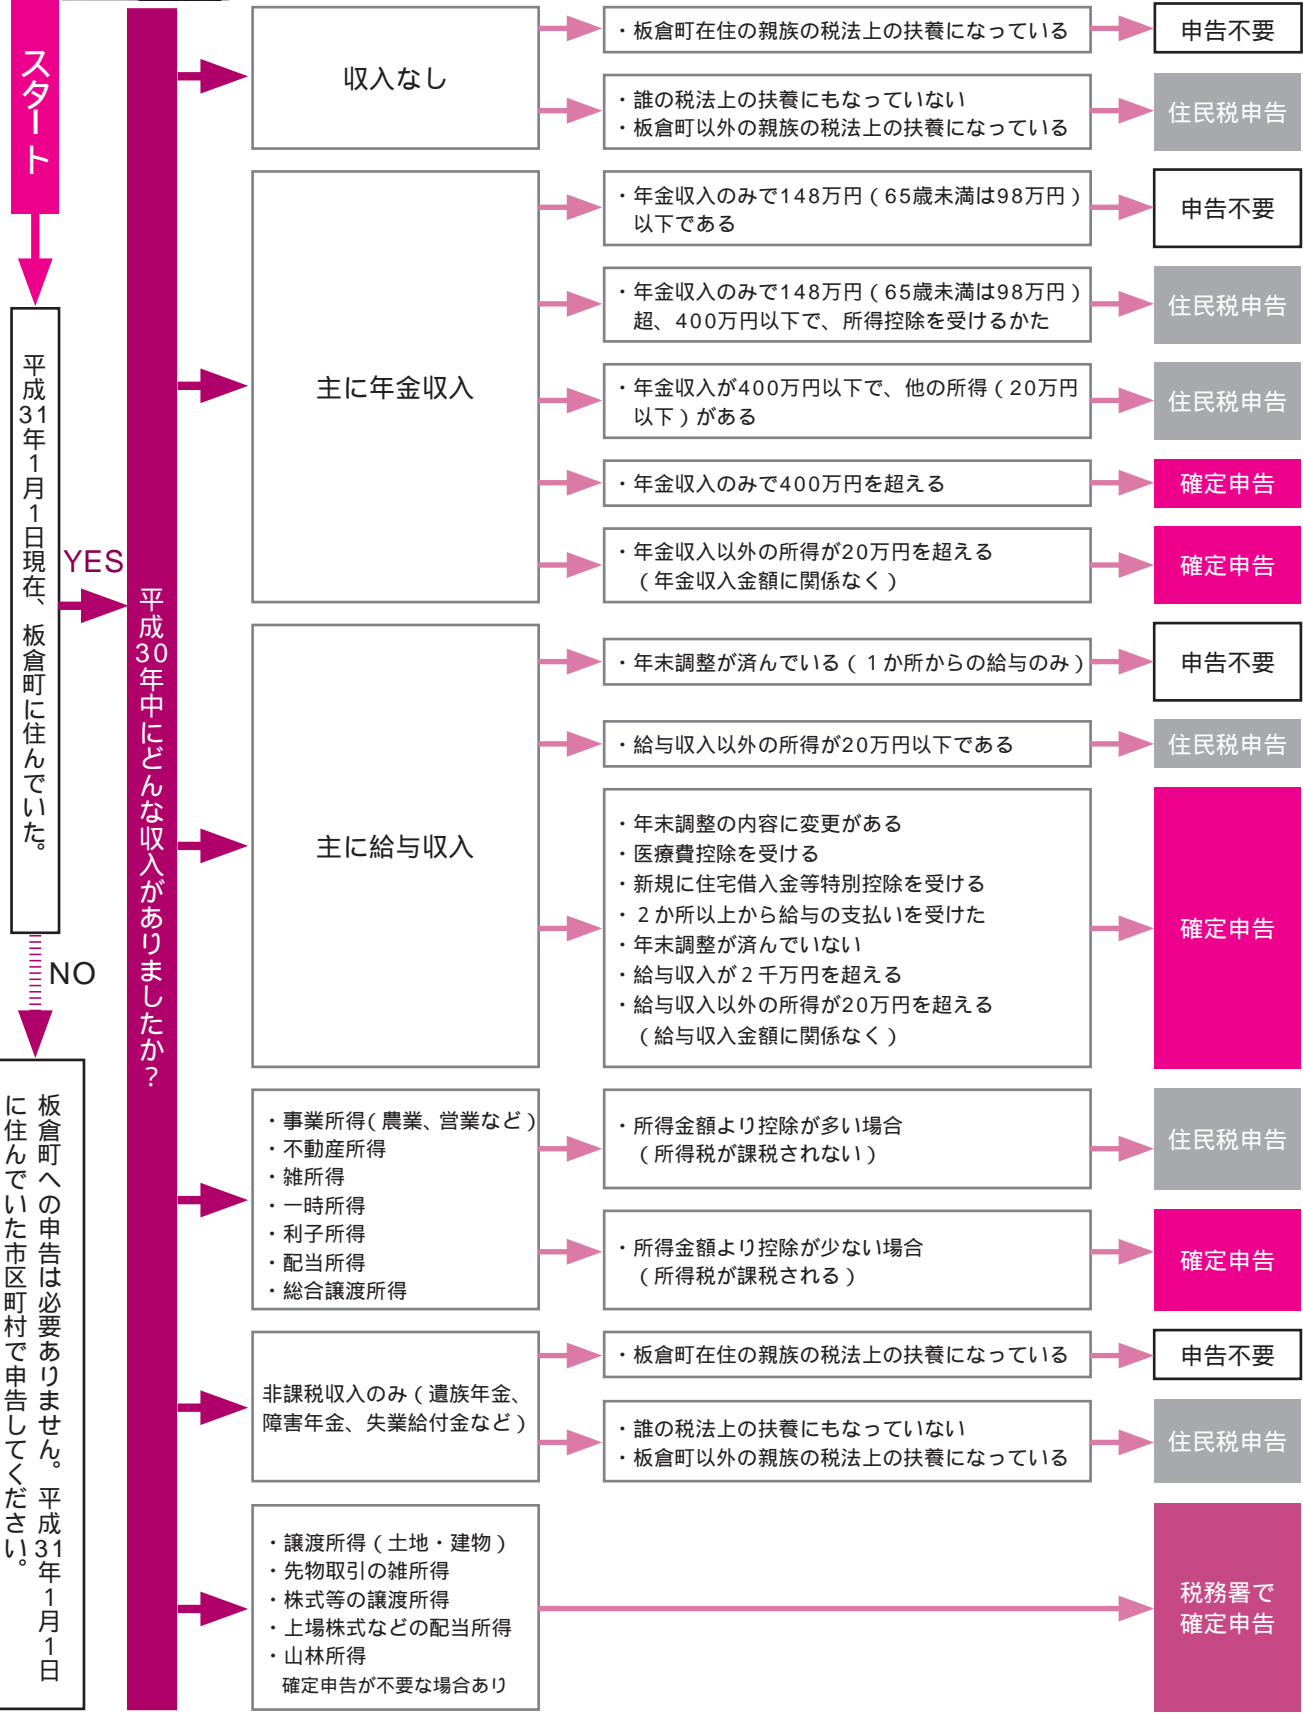 スタート
平成31年1月1日現在、板倉町に住んでいた。
YES
NO
板倉町への申告は必要ありません。平成31年1月1日
に住んでいた市区町村で申告してください。
平成30年中にどんな収入がありましたか?
収入なし
・板倉町在住の親族の税法上の扶養になっている
申告不要
・誰の税法上の扶養にもなっていない
・板倉町以外の親族の税法上の扶養になっている
住民税申告
主に年金収入
・年金収入のみで148万円(65歳未満は98万円)
以下である
申告不要
・年金収入のみで148万円(65歳未満は98万円)
超、400万円以下で、所得控除を受けるかた
住民税申告
・年金収入が400万円以下で、他の所得(20万円
以下)がある
住民税申告
・年金収入のみで400万円を超える
確定申告
・年金収入以外の所得が20万円を超える
(年金収入金額に関係なく)
確定申告
主に給与収入
・年末調整が済んでいる(1か所からの給与のみ)
申告不要
・給与収入以外の所得が20万円以下である
住民税申告
・年末調整の内容に変更がある
・医療費控除を受ける
・新規に住宅借入金等特別控除を受ける
・2か所以上から給与の支払いを受けた
・年末調整が済んでいない
・給与収入が2千万円を超える
・給与収入以外の所得が20万円を超える
(給与収入金額に関係なく)
確定申告
・事業所得(農業、営業など)
・不動産所得
・雑所得
・一時所得
・利子所得
・配当所得
・総合譲渡所得
・所得金額より控除が多い場合
(所得税が課税されない)
住民税申告
・所得金額より控除が少ない場合
(所得税が課税される)
確定申告
非課税収入のみ(遺族年金、
障害年金、失業給付金など)
・板倉町在住の親族の税法上の扶養になっている
申告不要
・誰の税法上の扶養にもなっていない
・板倉町以外の親族の税法上の扶養になっている
住民税申告
・譲渡所得(土地・建物)
・先物取引の雑所得
・株式等の譲渡所得
・上場株式などの配当所得
・山林所得
確定申告が不要な場合あり
税務署で
確定申告